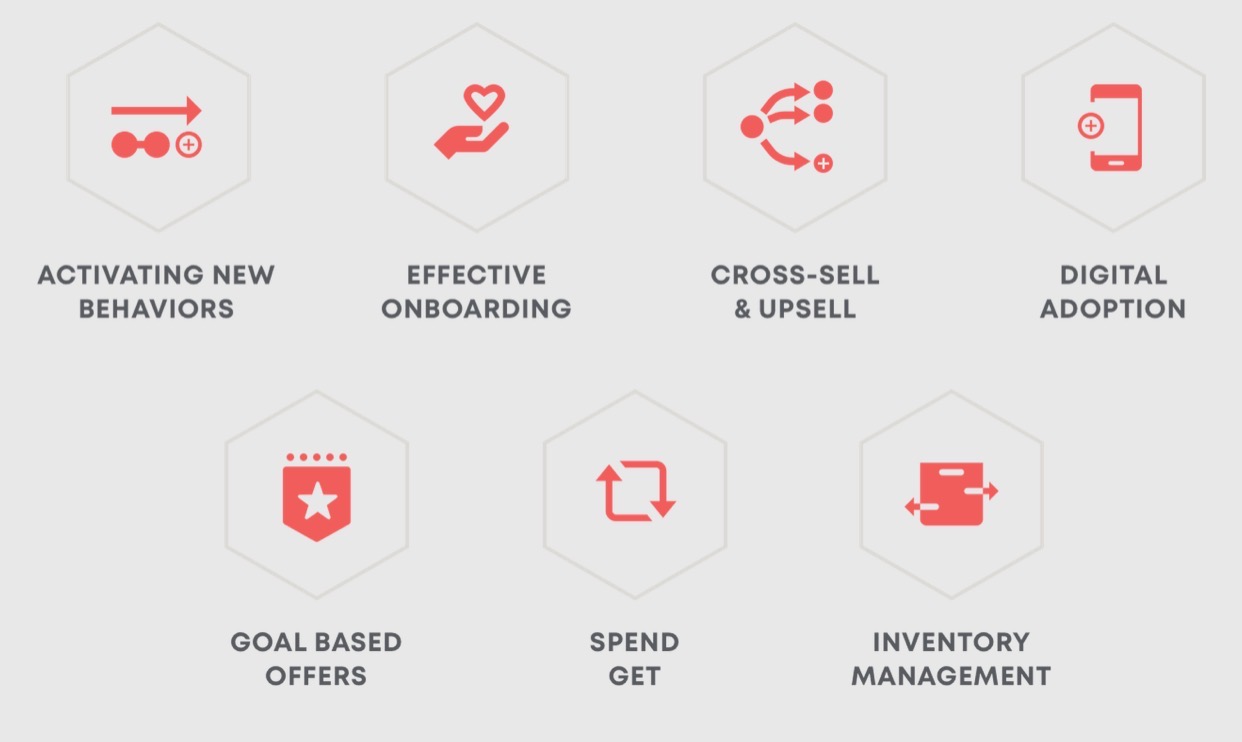 ACTIVATING NEW
BEHAVIORS
EFFECTIVE
ONBOARDING
CROSS-SELL
& UPSELL
DIGITAL
ADOPTION
GOAL BASED
OFFERS
SPEND
GET
INVENTORY
MANAGEMENT